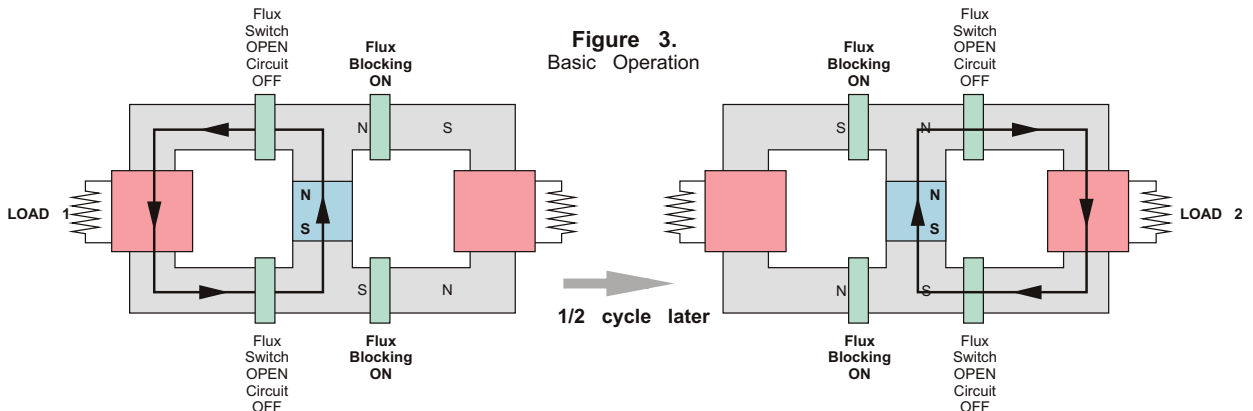 Flux
Switch
OPEN
Circuit
OFF
Flux
Blocking
ON
Figure 3.
Basic Operation
Flux
Blocking
ON
Flux
Switch
OPEN
Circuit
OFF
N
S
S
N
N
S
N
S
LOAD 1
LOAD 2
S
N
N
S
1/2 cycle later
Flux
Switch
OPEN
Circuit
OFF
Flux
Blocking
ON
Flux
Blocking
ON
Flux
Switch
OPEN
Circuit
OFF